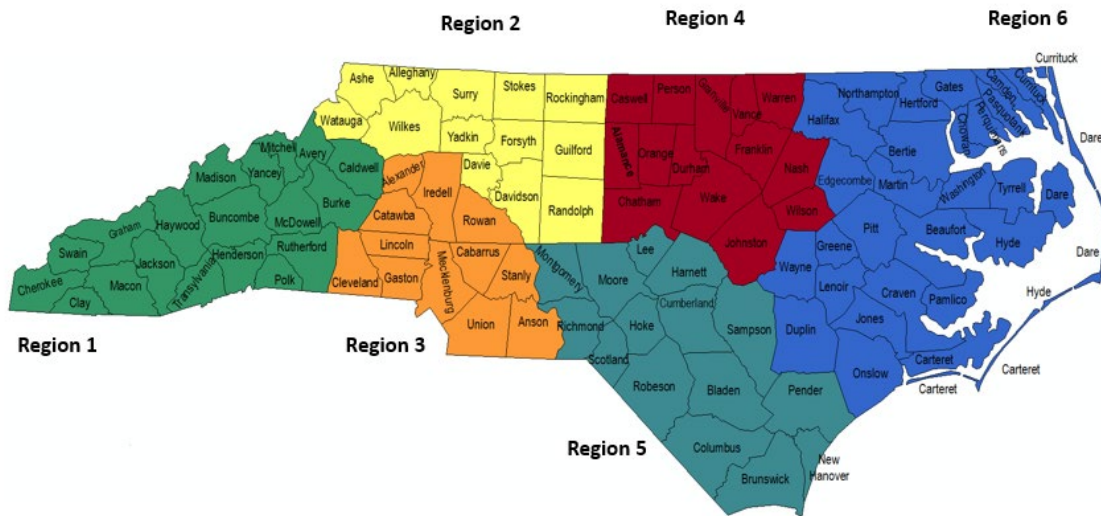 Region 2
Region 4
Region 6
Currituck
Ashe
Alleghany
Surry
Stokes
Rockingham
Caswell
Person
Granville
Vance
Warren
Northampton
Gates
Camden
Currituck
Pasquotank
Perquimans
Chowan
Hertford
Halifax
Watauga
Wilkes
Yadkin
Forsyth
Guilford
Alamance
Orange
Durham
Franklin
Nash
Bertie
Dare
Mitchell
Avery
Caldwell
Alexander
Iredell
Davie
Davidson
Randolph
Chatham
Wake
Wilson
Edgecombe
Martin
Washington
Tyrrell
Dare
Madison
Yancey
Burke
Catawba
Rowan
Johnston
Greene
Pitt
Beaufort
Hyde
Swain
Graham
Haywood
Buncombe
McDowell
Rutherford
Lincoln
Cabarrus
Stanly
Montgomery
Moore
Lee
Harnett
Wayne
Lenoir
Craven
Pamlico
Dare
Cherokee
Clay
Macon
Jackson
Transylvania
Henderson
Polk
Cleveland
Gaston
Mecklenburg
Union
Anson
Richmond
Scotland
Hoke
Cumberland
Sampson
Duplin
Jones
Carteret
Hyde
Carteret
Carteret
Onslow
Region 1
Region 3
Robeson
Bladen
Pender
Region 5
Columbus
Brunswick
New
Hanover